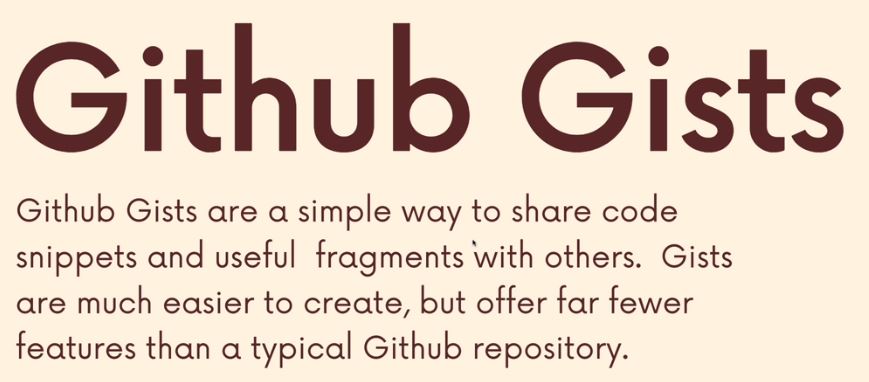 Github Gists
Github Gists are a simple way to share code
snippets and useful  fragments with others.  Gists
are much easier to create, but offer far fewer
features than a typical Github repository.